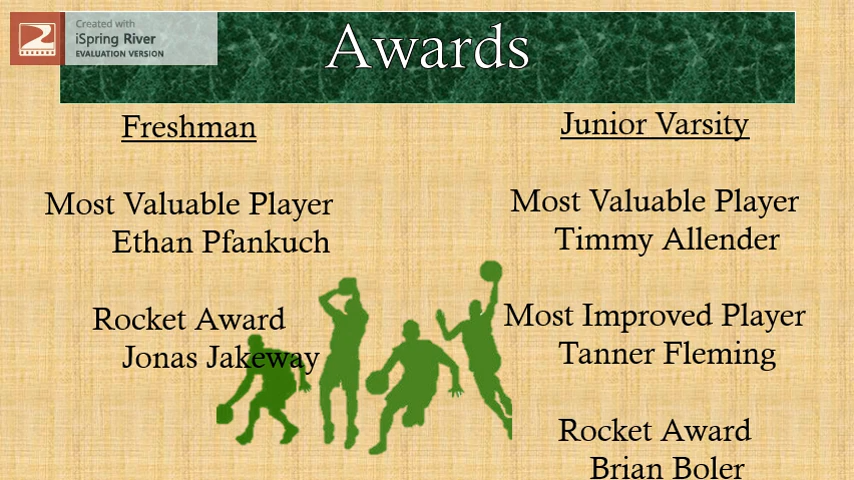 Created with
iSpring River
EVALUATION VERSION
Awards
Freshman
Most Valuable Player
Ethan Pfankuch
Rocket Award
Jonas Jakeway
Junior Varsity
Most Valuable Player
Timmy Allender
Most Improved Player
Tanner Fleming
Rocket Award
Brian Boler